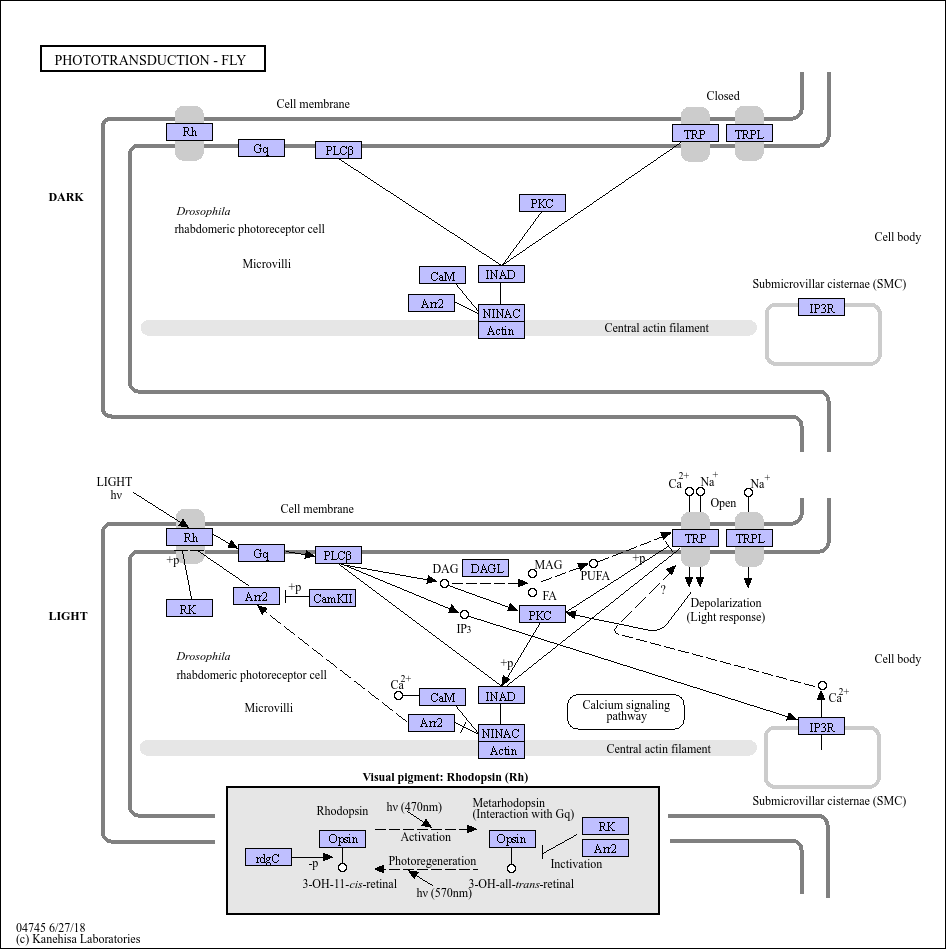 PHOTOTRANSDUCTION - FLY
Cell membrane
Closed
Rh
TRP
TRPL
Gq
PLCβ
DARK
PKC
Drosophila
rhabdomeric photoreceptor cell
Cell body
Microvilli
CaM
INAD
Submicrovillar cisternae (SMC)
Arr2
NINAC
IP3R
Actin
Central actin filament
LIGHT
hν
Ca2+
Na+
Na+
Open
Cell membrane
Rh
TRP
TRPL
Gq
PLCβ
+p
+p
DAG
DAGL
MAG
PUFA
FA
?
RK
Arr2
+p
CamKII
PKC
Depolarization
(Light response)
LIGHT
IP3
Drosophila
rhabdomeric photoreceptor cell
+p
Cell body
Ca2+
CaM
INAD
Ca2+
Microvilli
Arr2
Calcium signaling
pathway
NINAC
IP3R
Actin
Central actin filament
Visual pigment: Rhodopsin (Rh)
Submicrovillar cisternae (SMC)
Rhodopsin
hν (470nm)
Metarhodopsin
(Interaction with Gq)
RK
Opsin
Activation
Opsin
Arr2
rdgC
-p
Photoregeneration
Inctivation
3-OH-11-cis-retinal
3-OH-all-trans-retinal
hν (570nm)
04745 6/27/18
(c) Kanehisa Laboratories